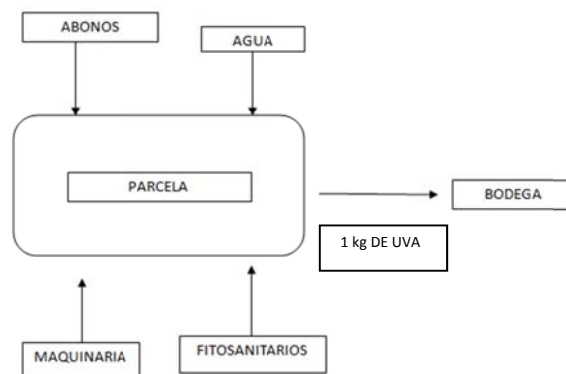 ABONOS
AGUA
PARCELA
BODEGA
1 kg DE UVA
MAQUINARIA
FITOSANITARIOS